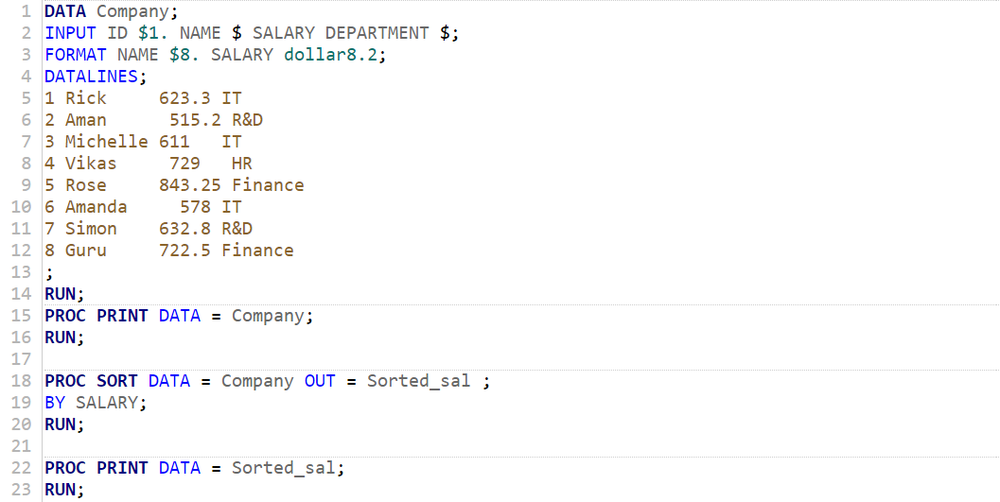 1 DATA Company;
2 INPUT ID $1. NAME $ SALARY DEPARTMENT $;
3 FORMAT NAME $8. SALARY dollar8.2;
4 DATALINES;
5 1 Rick     623.3 IT
6 2 Aman      515.2 R&D
7 3 Michelle 611   IT
8 4 Vikas     729   HR
9 5 Rose     843.25 Finance
10 6 Amanda     578 IT
11 7 Simon    632.8 R&D
12 8 Guru     722.5 Finance
13 ;
14 RUN;
15 PROC PRINT DATA = Company;
16 RUN;
17
18 PROC SORT DATA = Company OUT = Sorted_sal ;
19 BY SALARY;
20 RUN;
21
22 PROC PRINT DATA = Sorted_sal;
23 RUN;